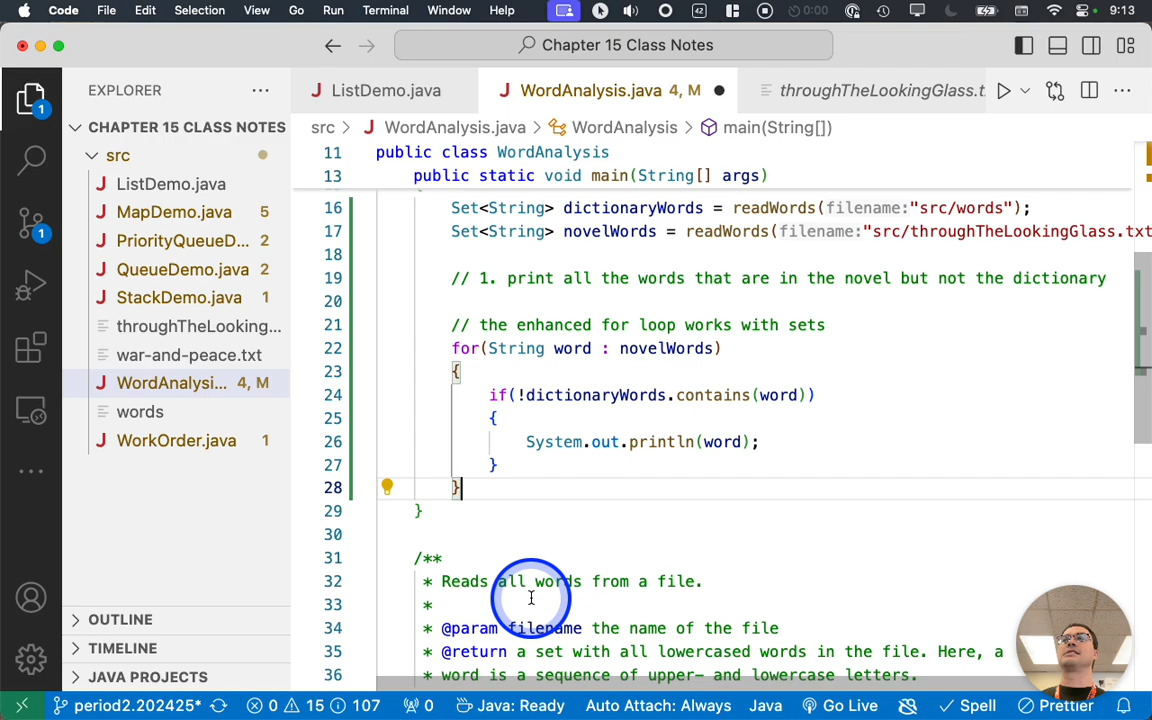 Code File Edit Selection View Go Run Terminal Window Help 42 0:00 9:13
Chapter 15 Class Notes
EXPLORER
CHAPTER 15 CLASS NOTES
src
ListDemo.java
MapDemo.java 5
PriorityQueueD... 2
QueueDemo.java 2
StackDemo.java 1
throughTheLooking...
war-and-peace.txt
WordAnalysi... 4, M
words
WorkOrder.java 1
OUTLINE
TIMELINE
JAVA PROJECTS
ListDemo.java WordAnalysis.java 4, M throughTheLookingGlass.t
src > WordAnalysis.java > WordAnalysis > main(String[])
11 public class WordAnalysis
13 public static void main(String[] args)
16 Set<String> dictionaryWords = readWords(filename:"src/words");
17 Set<String> novelWords = readWords(filename:"src/throughTheLookingGlass.txt
18
19 // 1. print all the words that are in the novel but not the dictionary
20
21 // the enhanced for loop works with sets
22 for(String word : novelWords)
23 {
24 if(!dictionaryWords.contains(word))
25 {
26 System.out.println(word);
27 }
28 }
29 }
30
31 /**
32 * Reads all words from a file.
33 *
34 * @param filename the name of the file
35 * @return a set with all lowercased words in the file. Here, a
36 * word is a sequence of upper- and lowercase letters.
period2.202425* 0 15 107 0 Java: Ready Auto Attach: Always Java Go Live Spell Prettier